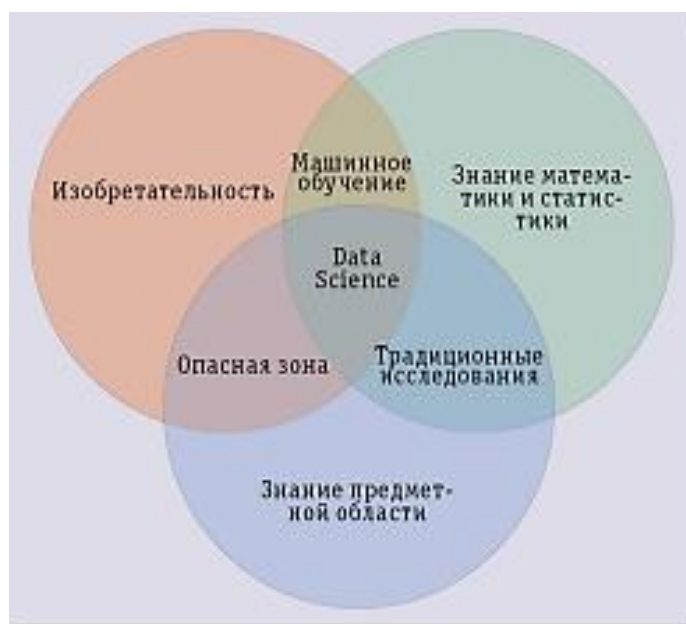 Машинное
обучение
Изобретательность
Знание матема-
тики и статис-
тики
Data
Science
Опасная зона
Традиционные
исследования
Знание предмет-
ной области